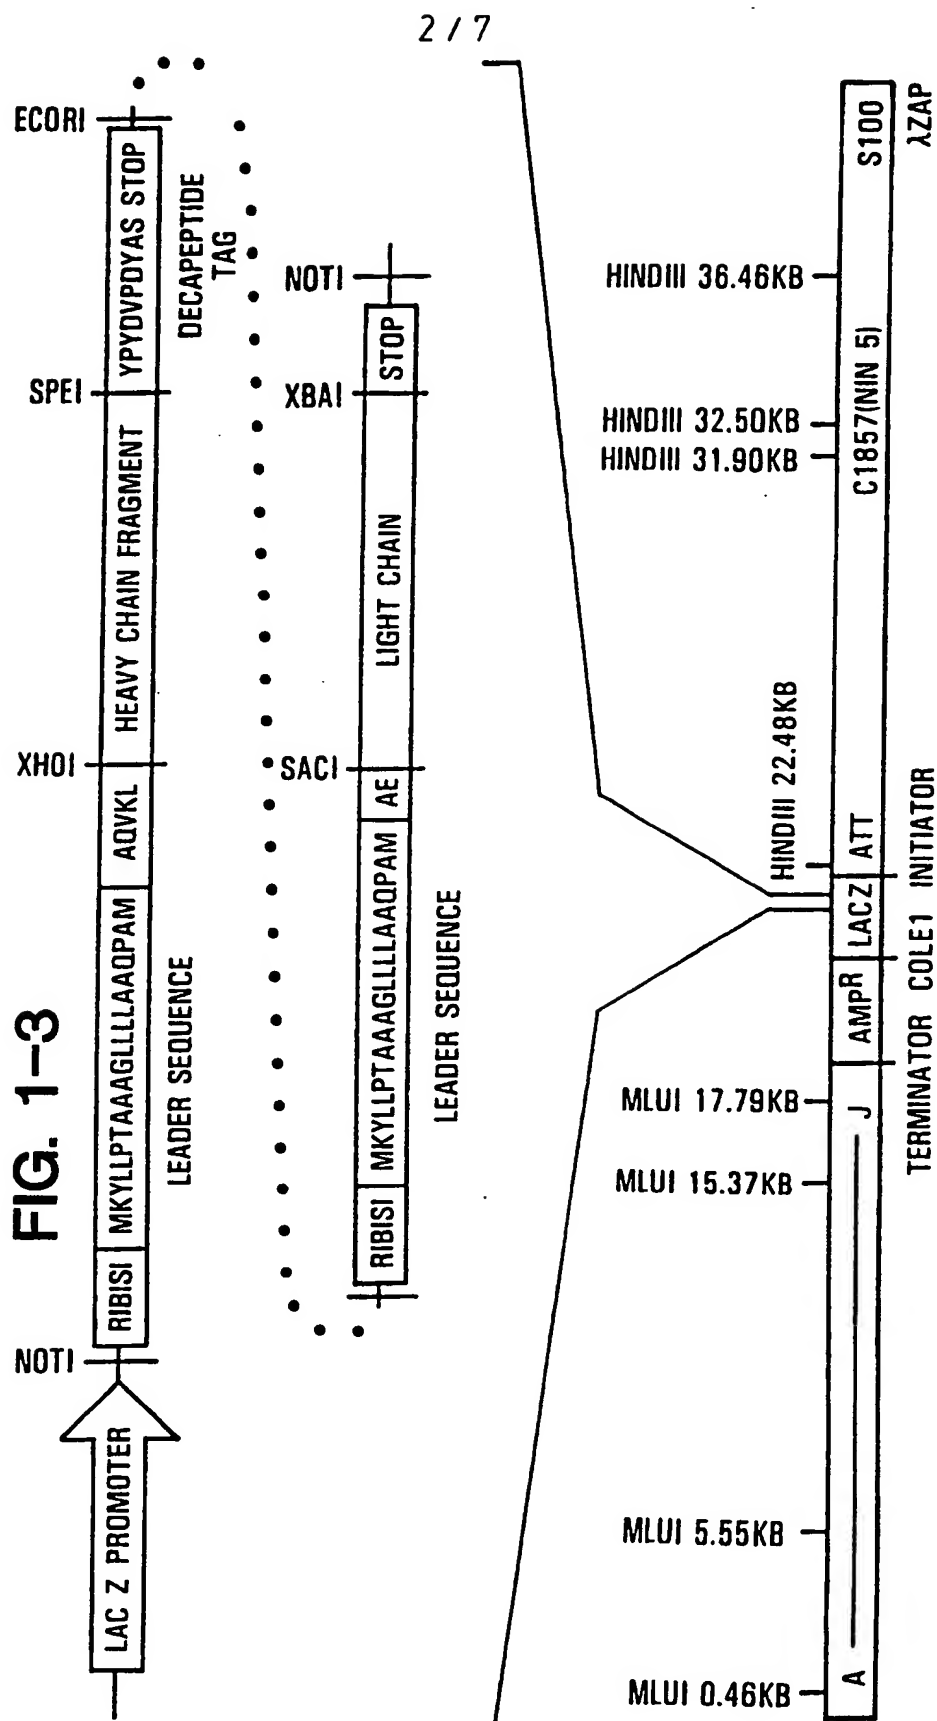 2 / 7
FIG. 1-3
LAC Z PROMOTER
NOTI
RIBISI
MKYLLPTAAAGLLLLAAQPAM
AQVKL
XHOI
HEAVY CHAIN FRAGMENT
SPEI
YPYDVPDYAS STOP
ECORI
LEADER SEQUENCE
DECAPEPTIDE
TAG
RIBISI
MKYLLPTAAAGLLLLAAQPAM
AE
SACI
LIGHT CHAIN
XBAI
STOP
NOTI
LEADER SEQUENCE
MLUI 0.46KB
MLUI 5.55KB
MLUI 15.37KB
MLUI 17.79KB
HINDIII 22.48KB
HINDIII 31.90KB
HINDIII 32.50KB
HINDIII 36.46KB
A
J
AMPR
LACZ
ATT
C1857(NIN 5)
S100
TERMINATOR COLE1 INITIATOR
λZAP